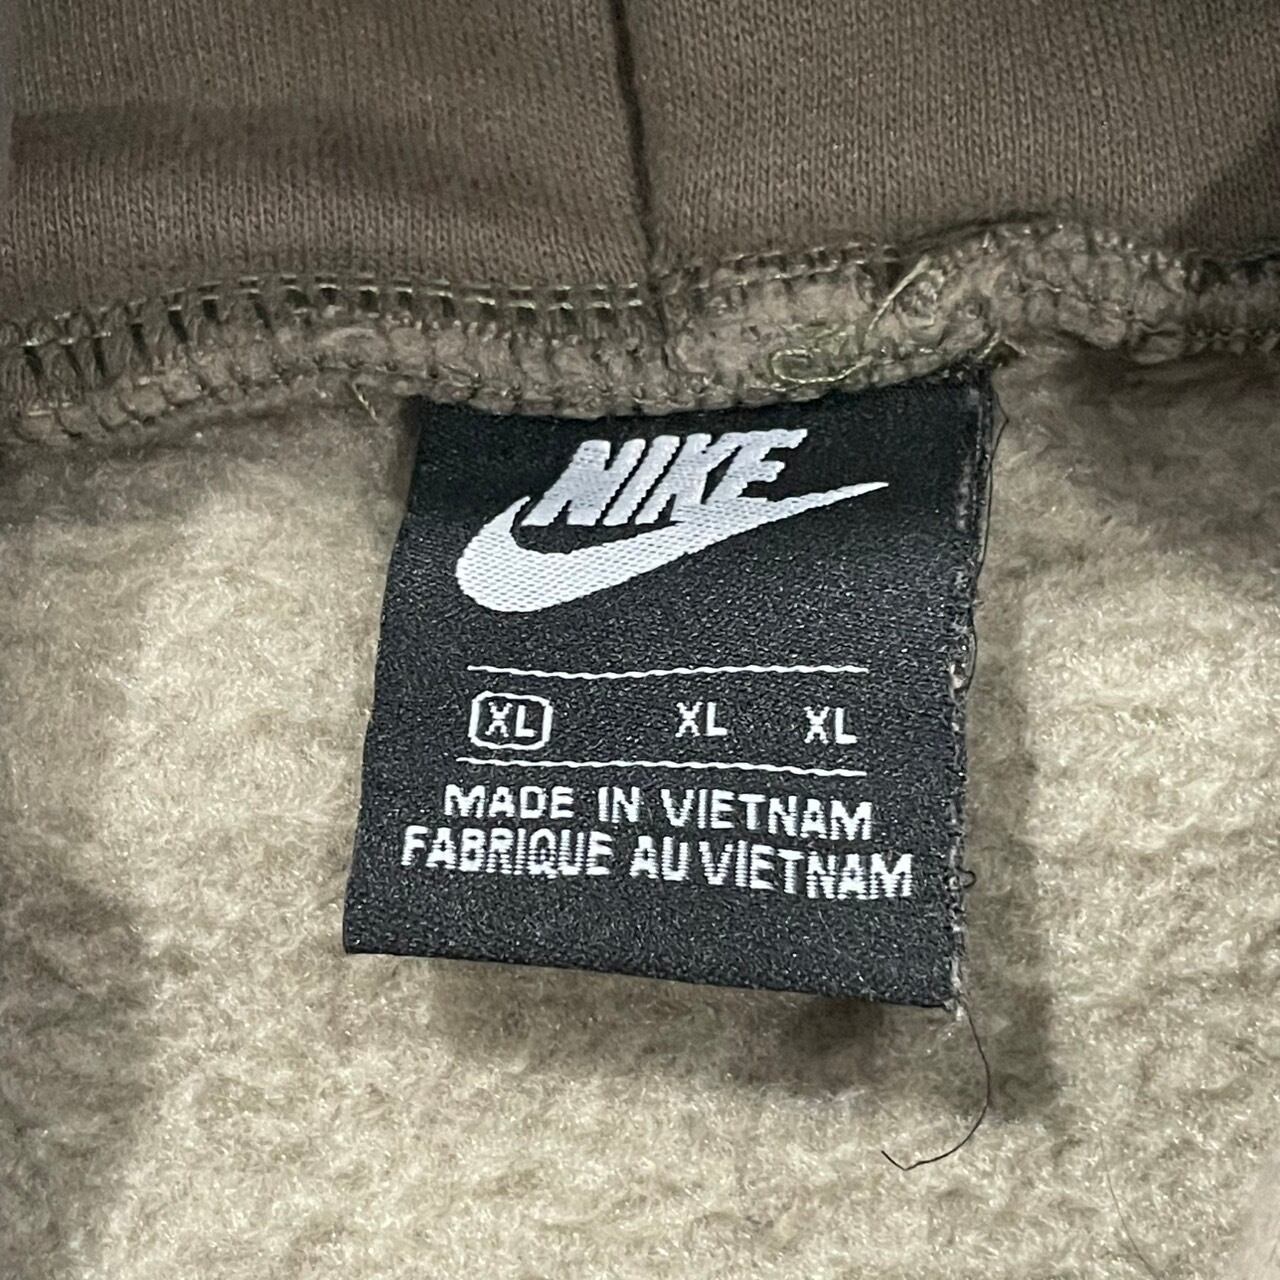 NIKE
XL XL XL
MADE IN VIETNAM
FABRIQUE AU VIETNAM